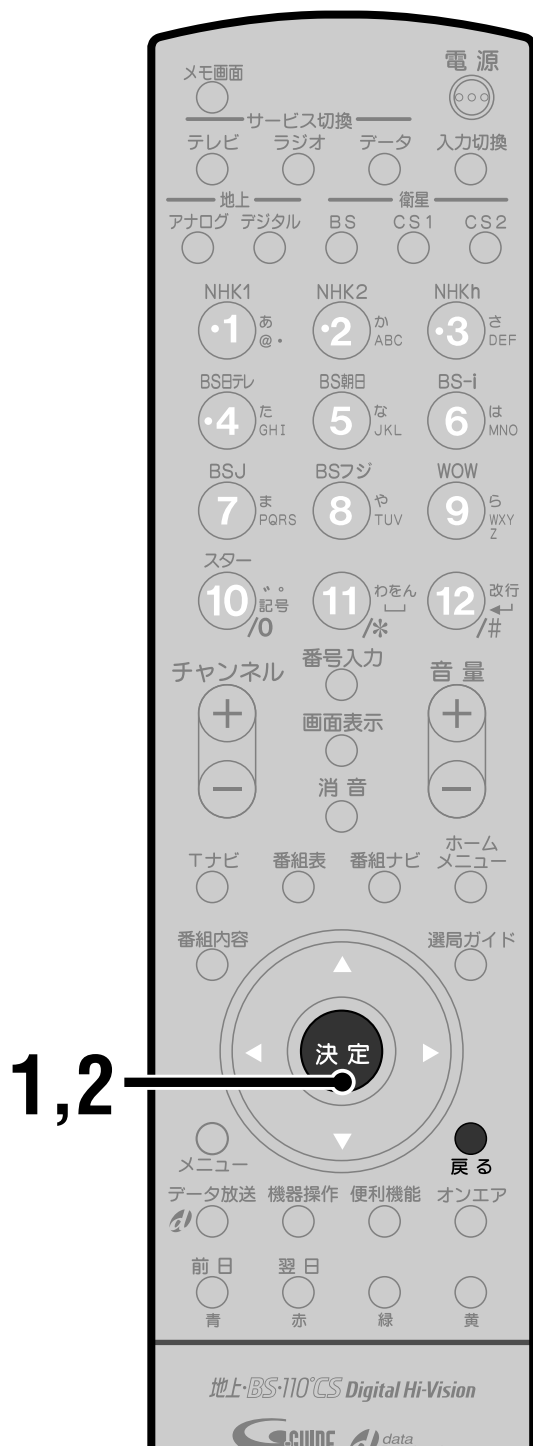 メモ画面
電源
サービス切換
テレビ ラジオ データ 入力切換
地上 衛星
アナログ デジタル BS CS1 CS2
NHK1 NHK2 NHKh
・1 あ @・ ・2 か ABC ・3 さ DEF
BS日テレ BS朝日 BS-i
・4 た GHI 5 な JKL 6 は MNO
BSJ BSフジ WOW
7 ま PQRS 8 や TUV 9 ら WXYZ
スター
10/0 ゛゜ 記号 11/* わをん 12/# 改行
チャンネル 番号入力 音量
+ 画面表示 +
− 消音 −
Tナビ 番組表 番組ナビ ホームメニュー
番組内容 選局ガイド
1,2 決定
メニュー 戻る
データ放送 機器操作 便利機能 オンエア
d
前日 翌日
青 赤 緑 黄
地上・BS・110°CS Digital Hi-Vision
G-GUIDE d data